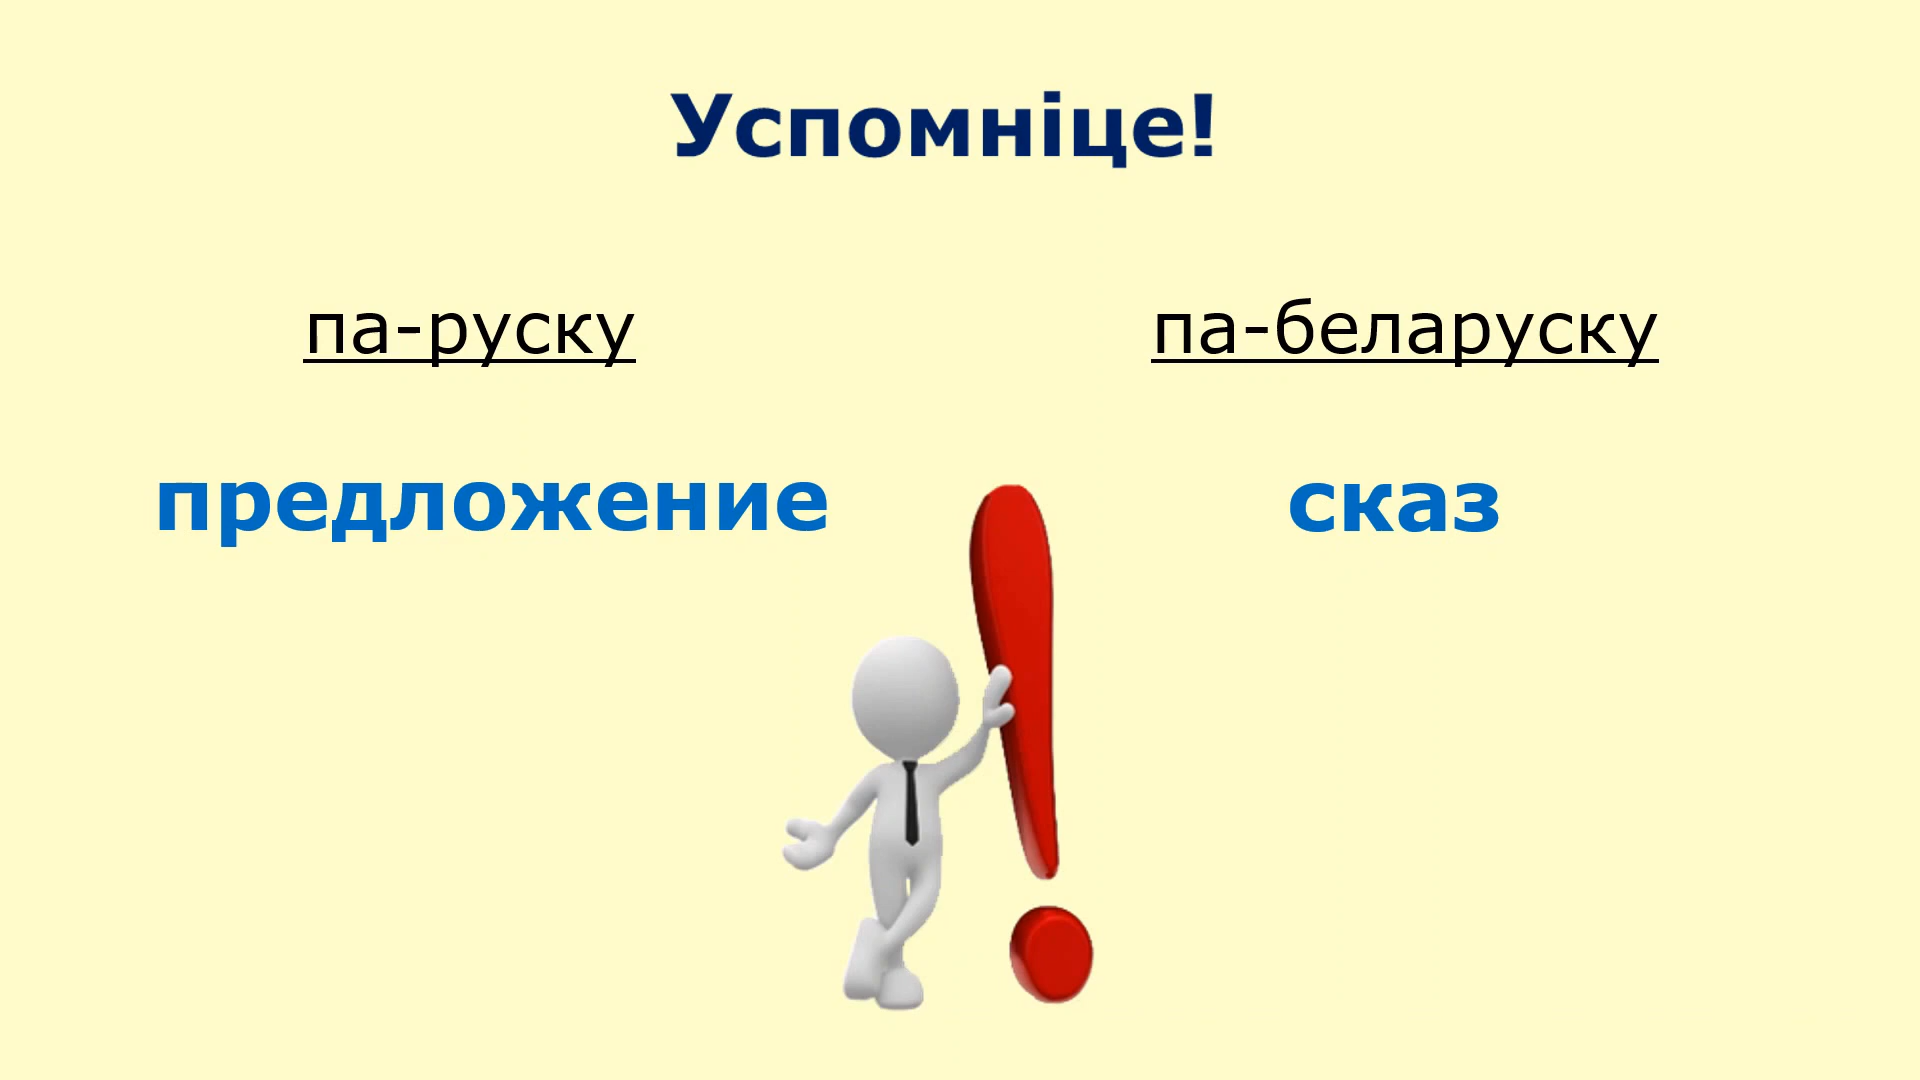 Успомніце!
па-руску
па-беларуску
предложение
сказ